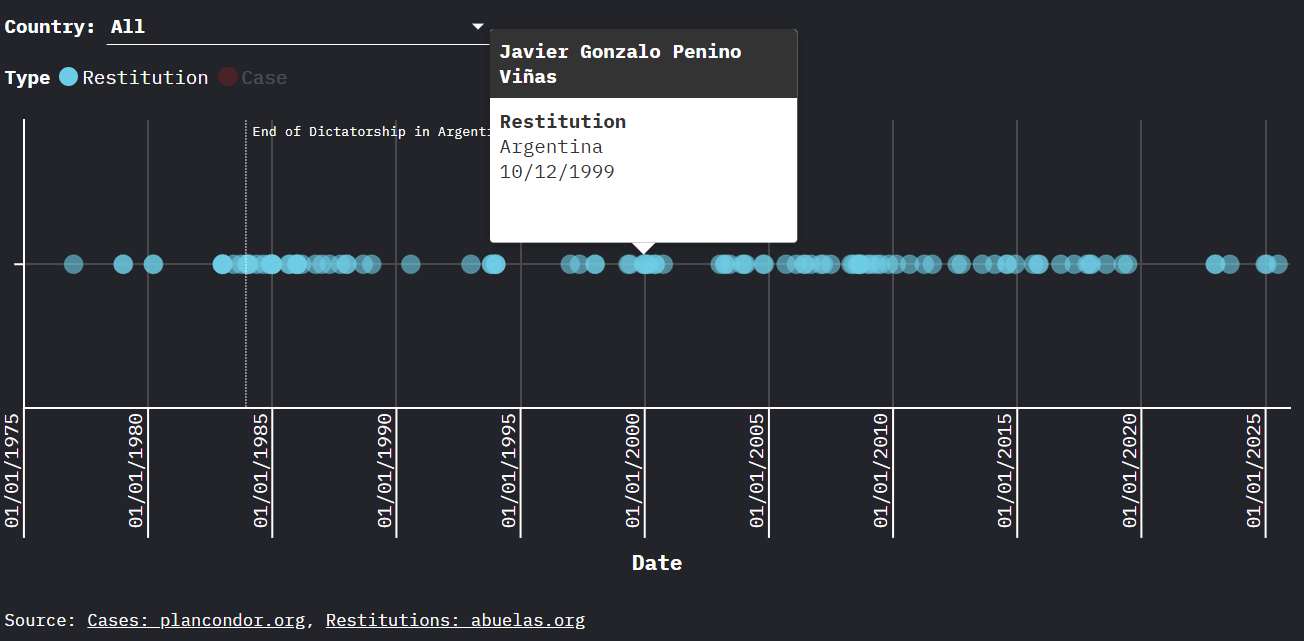 Country: All
Javier Gonzalo Penino
Viñas
Type Restitution Case
Restitution
Argentina
10/12/1999
End of Dictatorship in
01/01/1975
01/01/1980
01/01/1985
01/01/1990
01/01/1995
01/01/2000
01/01/2005
01/01/2010
01/01/2015
01/01/2020
01/01/2025
Date
Source: Cases: plancondor.org, Restitutions: abuelas.org